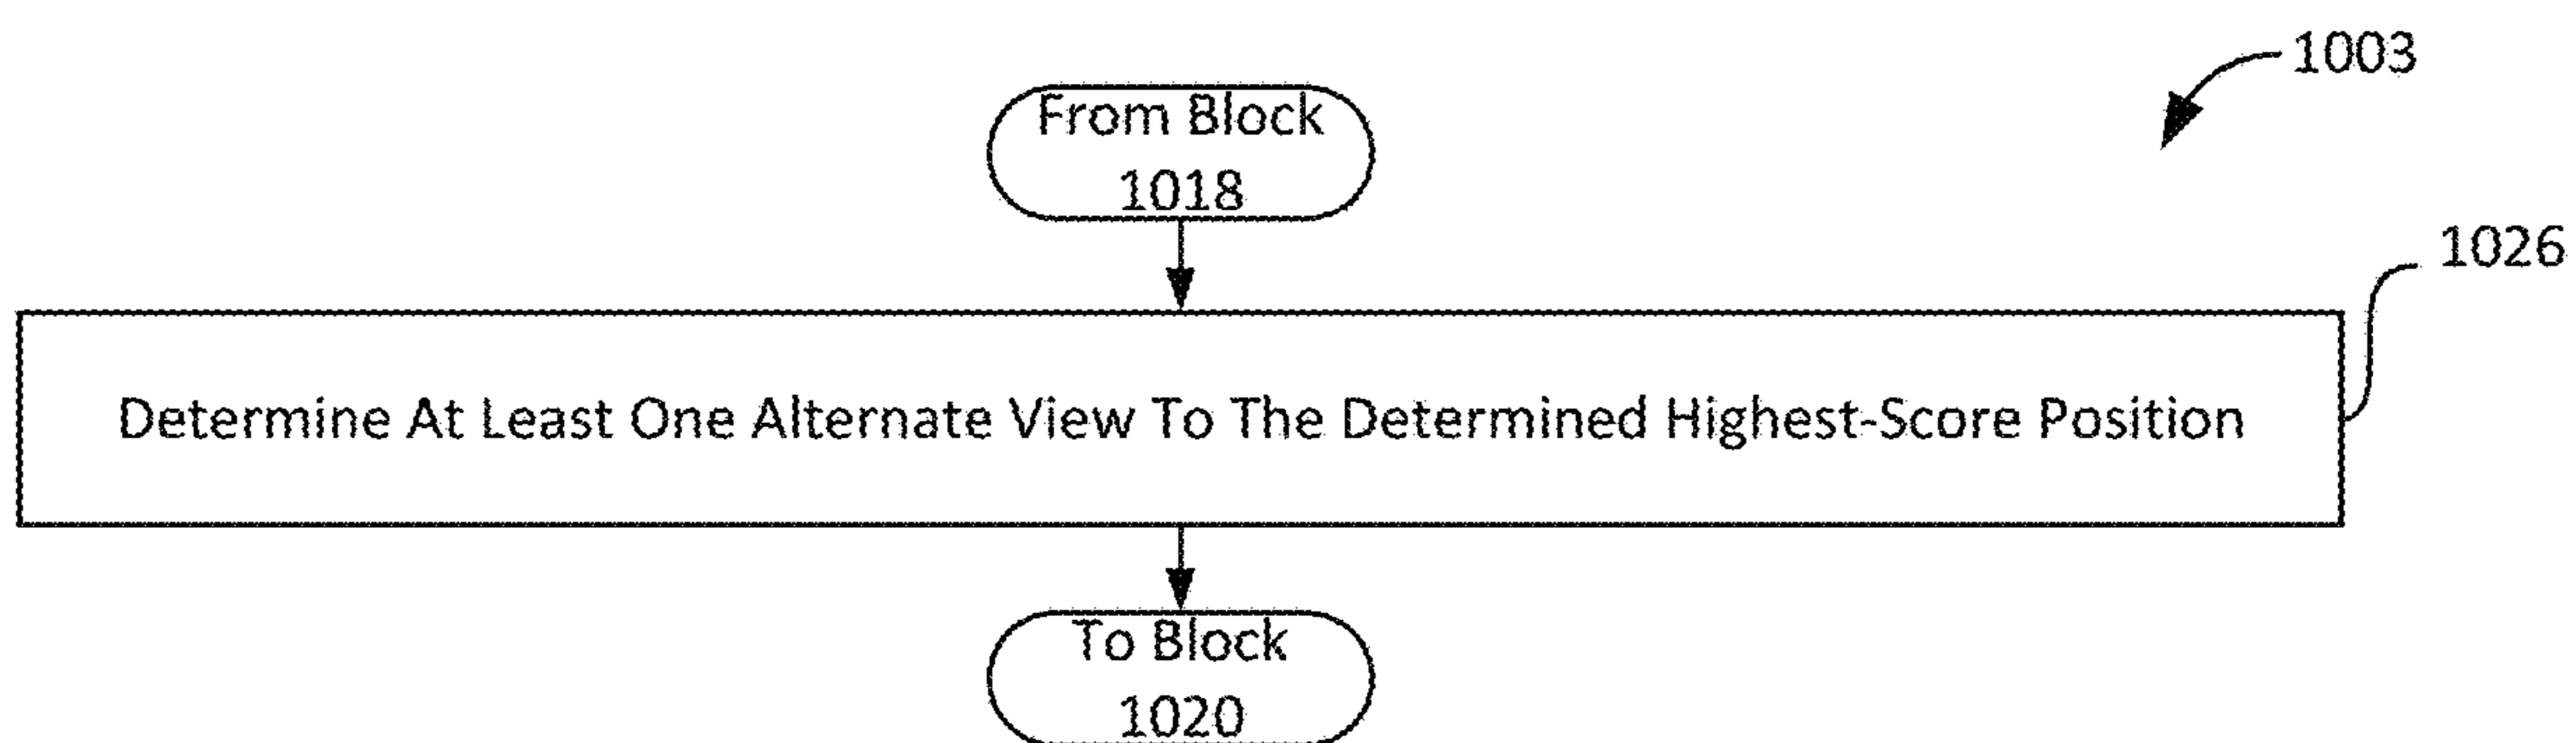 1003
From Block
1018
1026
Determine At Least One Alternate View To The Determined Highest-Score Position
To Block
1020